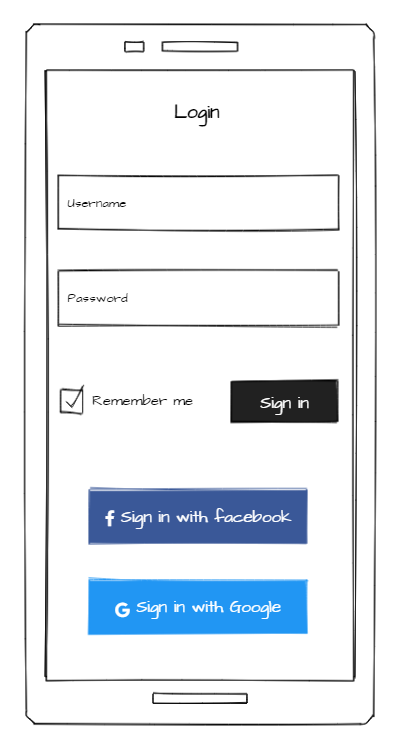 Login
Username
Password
Remember me
Sign in
Sign in with facebook
Sign in with Google